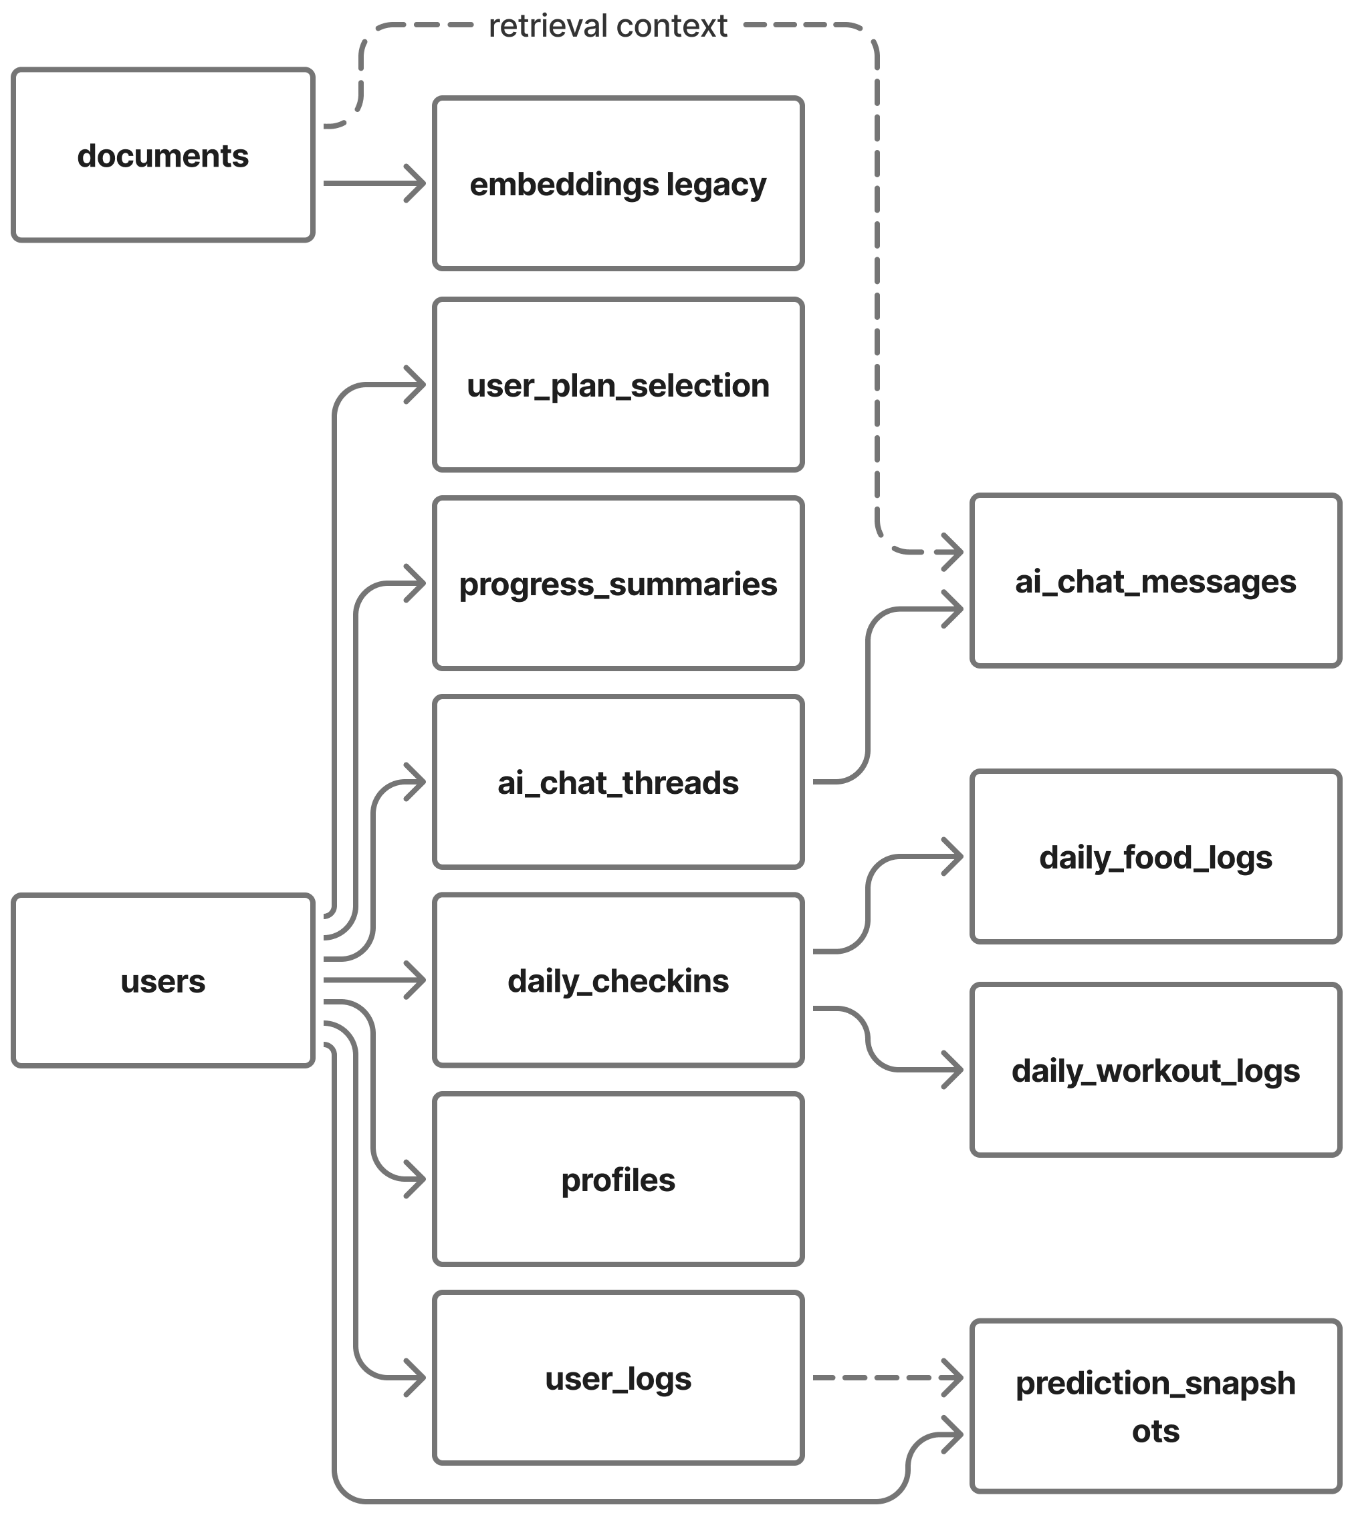 retrieval context
documents
embeddings legacy
user_plan_selection
progress_summaries
ai_chat_messages
ai_chat_threads
daily_food_logs
users
daily_checkins
daily_workout_logs
profiles
user_logs
prediction_snapsh
ots